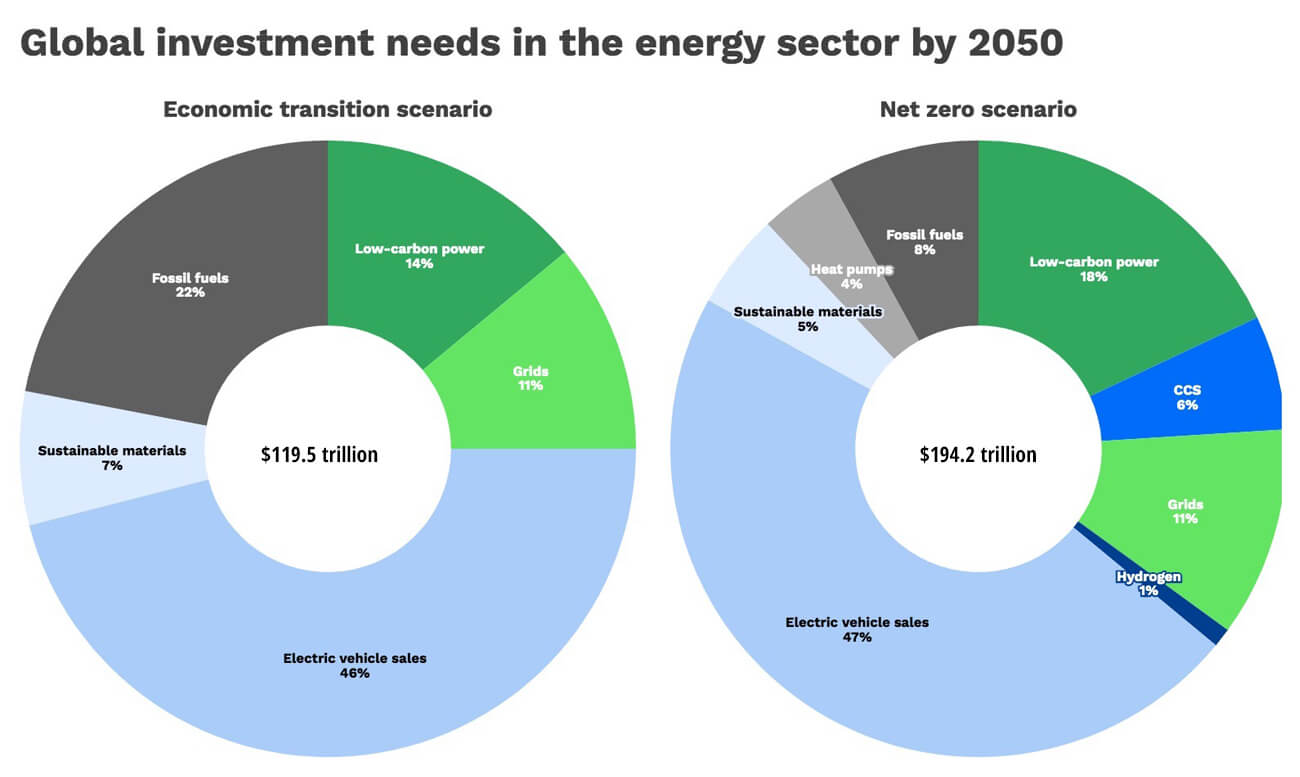 Global investment needs in the energy sector by 2050
Economic transition scenario
Low-carbon power
14%
Grids
11%
Electric vehicle sales
46%
Sustainable materials
7%
Fossil fuels
22%
$119.5 trillion
Net zero scenario
Low-carbon power
18%
CCS
6%
Grids
11%
Hydrogen
1%
Electric vehicle sales
47%
Sustainable materials
5%
Heat pumps
4%
Fossil fuels
8%
$194.2 trillion